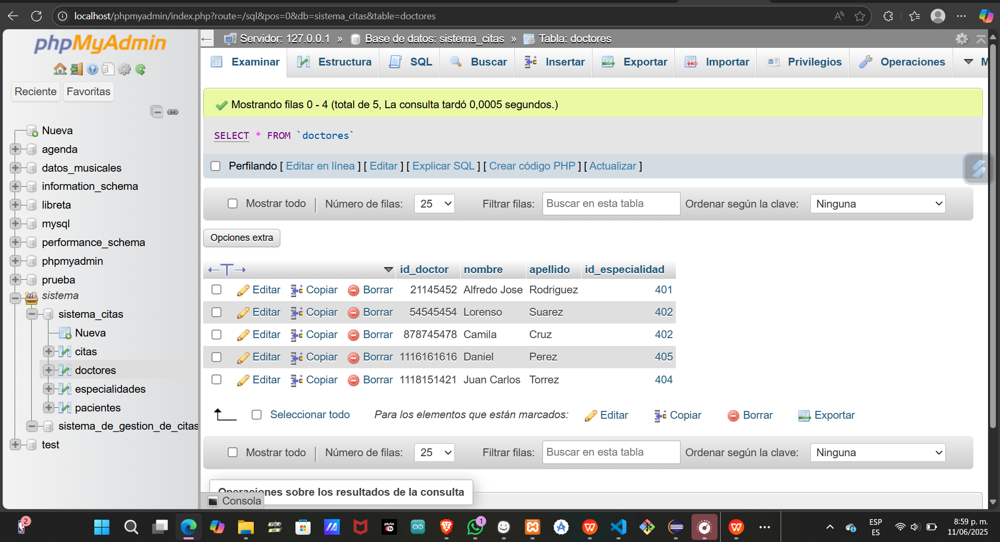 localhost/phpmyadmin/index.php?route=/sql&pos=0&db=sistema_citas&table=doctores
phpMyAdmin
Reciente Favoritas
Nueva
agenda
datos_musicales
information_schema
libreta
mysql
performance_schema
phpmyadmin
prueba
sistema
sistema_citas
Nueva
citas
doctores
especialidades
pacientes
sistema_de_gestion_de_citas
test
Servidor: 127.0.0.1 » Base de datos: sistema_citas » Tabla: doctores
Examinar Estructura SQL Buscar Insertar Exportar Importar Privilegios Operaciones M
Mostrando filas 0 - 4 (total de 5, La consulta tardó 0,0005 segundos.)
SELECT * FROM `doctores`
Perfilando [ Editar en línea ] [ Editar ] [ Explicar SQL ] [ Crear código PHP ] [ Actualizar ]
Mostrar todo | Número de filas: 25 Filtrar filas: Buscar en esta tabla Ordenar según la clave: Ninguna
Opciones extra
←T→ id_doctor nombre apellido id_especialidad
Editar Copiar Borrar 21145452 Alfredo Jose Rodriguez 401
Editar Copiar Borrar 54545454 Lorenso Suarez 402
Editar Copiar Borrar 878745478 Camila Cruz 402
Editar Copiar Borrar 1116161616 Daniel Perez 405
Editar Copiar Borrar 1118151421 Juan Carlos Torrez 404
Seleccionar todo Para los elementos que están marcados: Editar Copiar Borrar Exportar
Mostrar todo | Número de filas: 25 Filtrar filas: Buscar en esta tabla Ordenar según la clave: Ninguna
Operaciones sobre los resultados de la consulta
Consola
2
pluto tv
1
ESP
ES
8:59 p. m.
11/06/2025